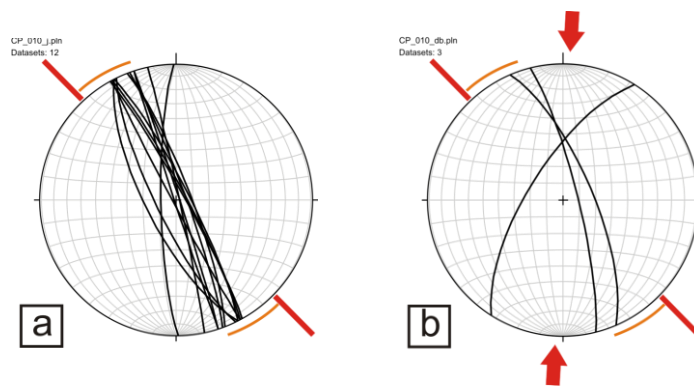 CP_010_j.pln
Datasets: 12
a
CP_010_db.pln
Datasets: 3
b